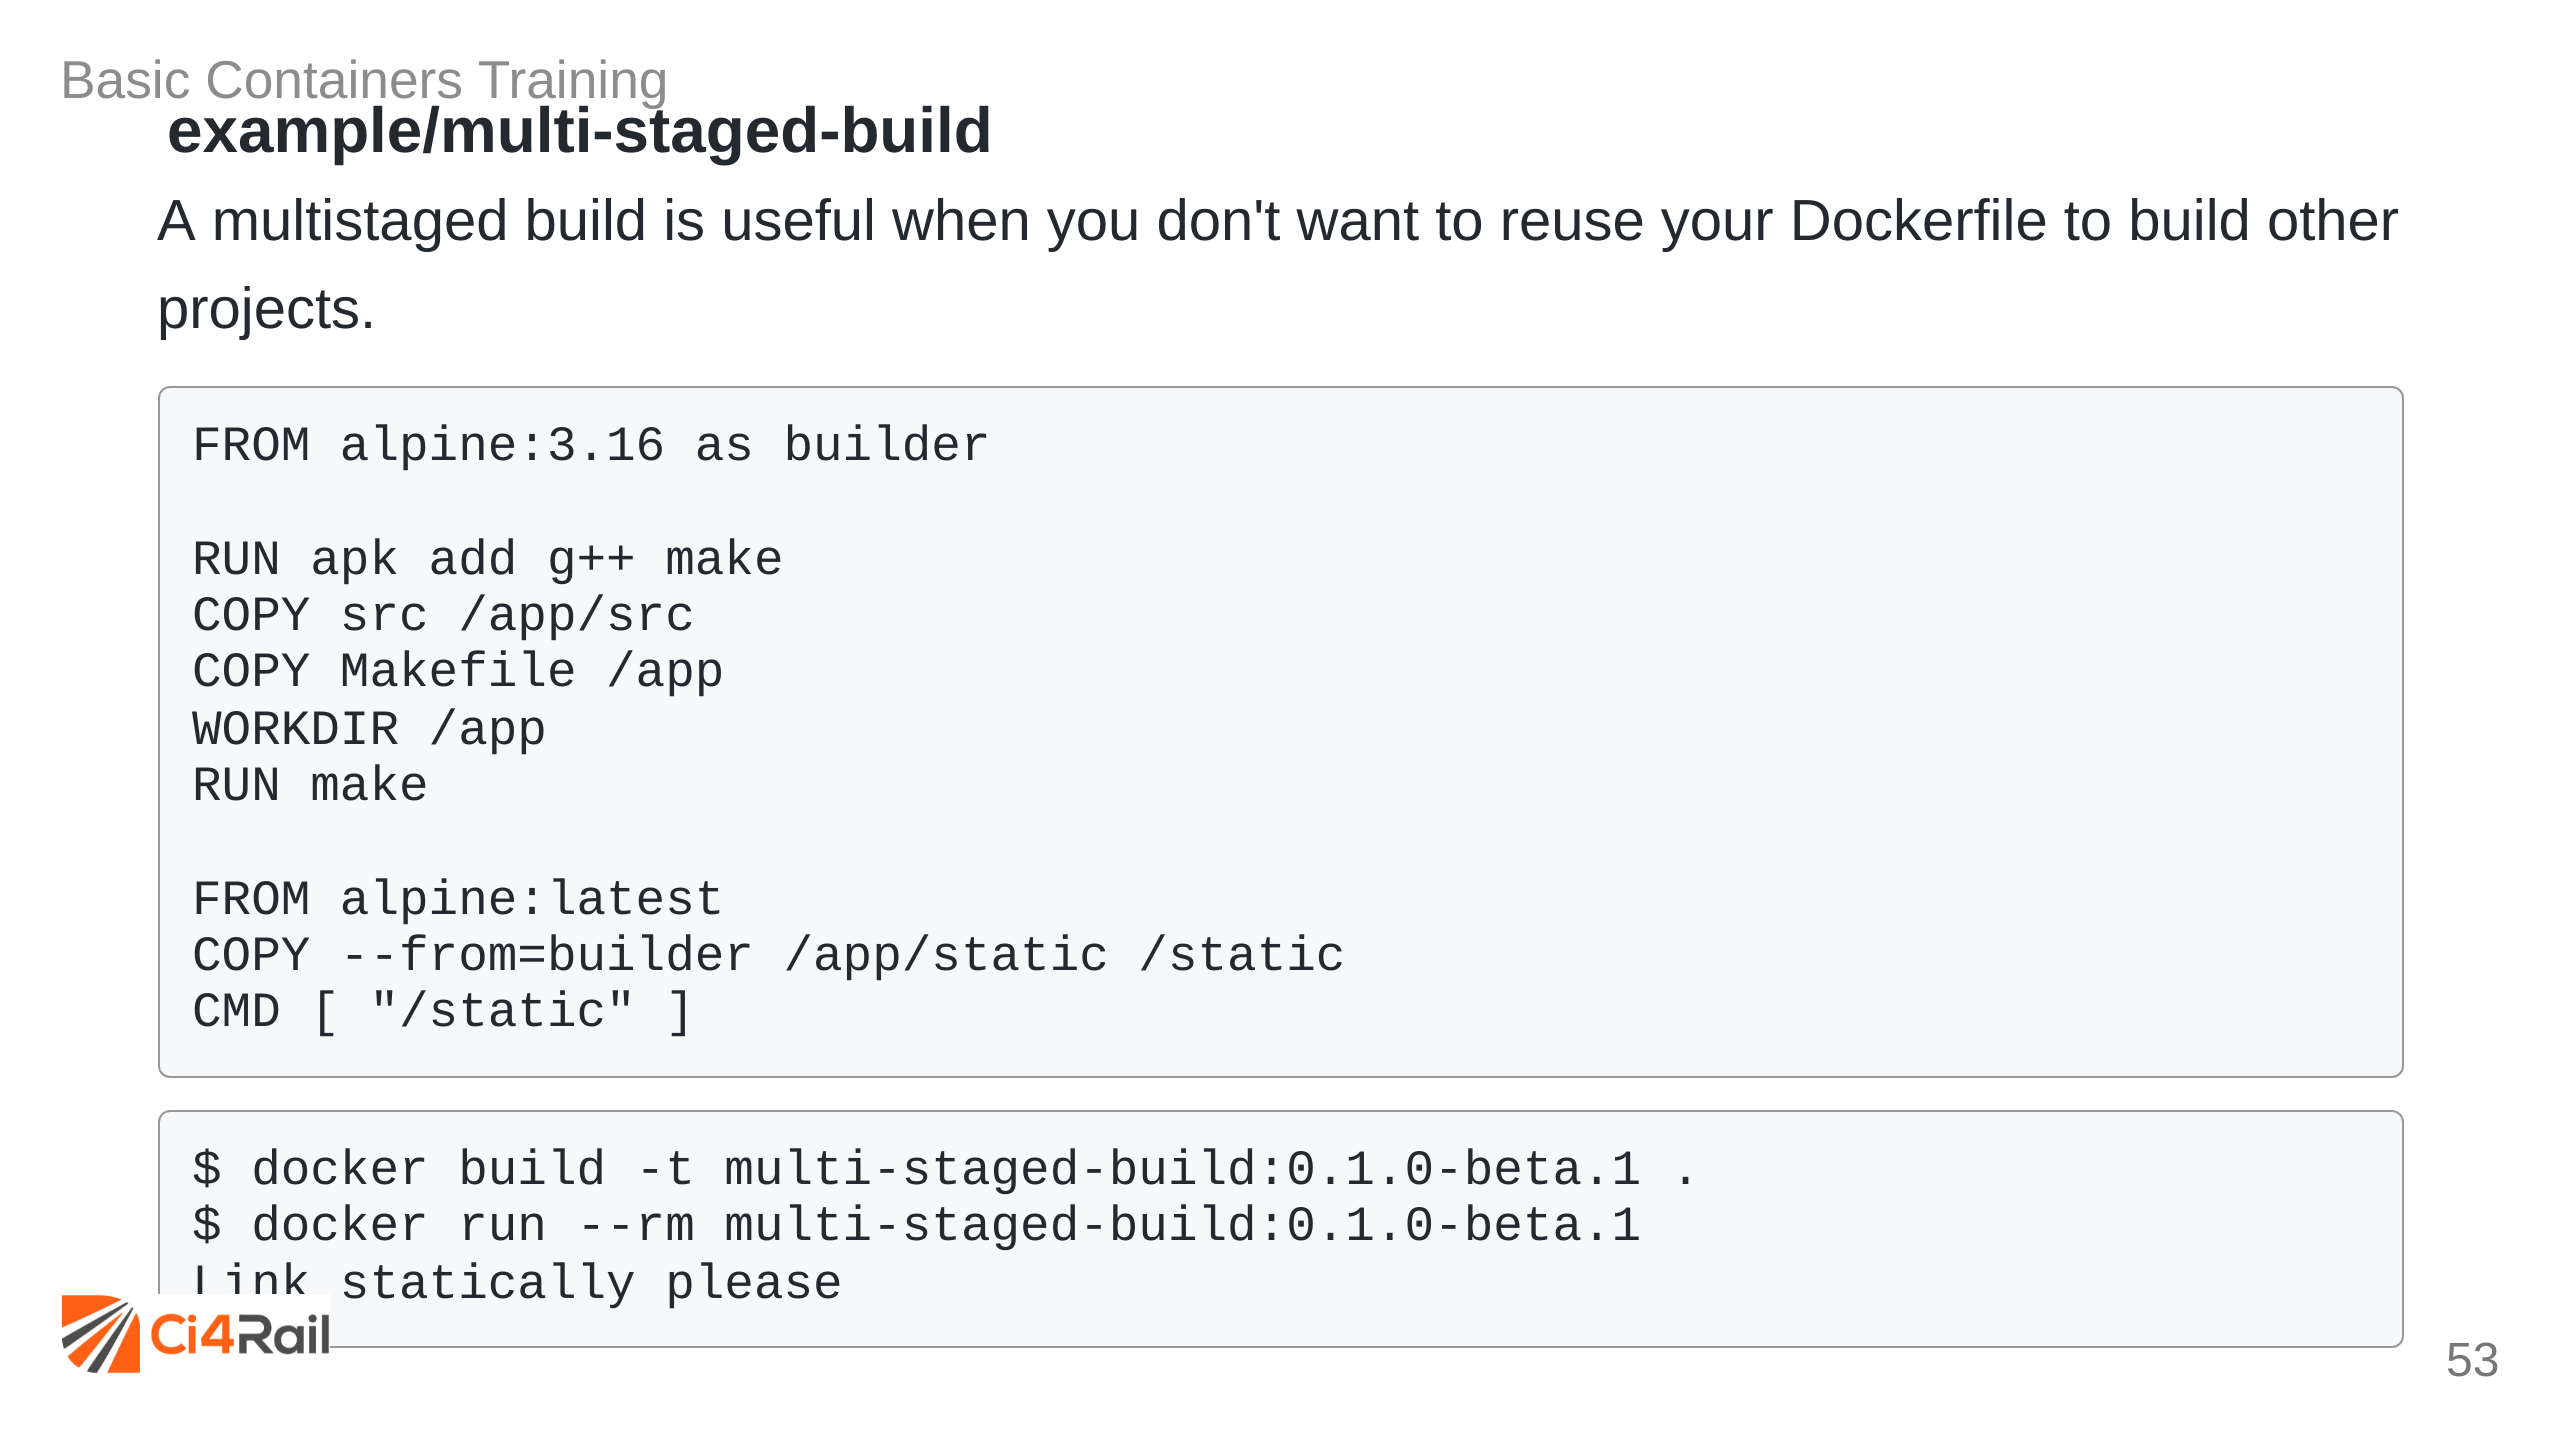 Basic Containers Training
example/multi-staged-build
A multistaged build is useful when you don't want to reuse your Dockerfile to build other
projects.
FROM alpine:3.16 as builder
RUN apk add g++ make
COPY src /app/src
COPY Makefile /app
WORKDIR /app
RUN make
FROM alpine:latest
COPY --from=builder /app/static /static
CMD [ "/static" ]
$ docker build -t multi-staged-build:0.1.0-beta.1 .
$ docker run --rm multi-staged-build:0.1.0-beta.1
Link statically please
Ci4Rail
53